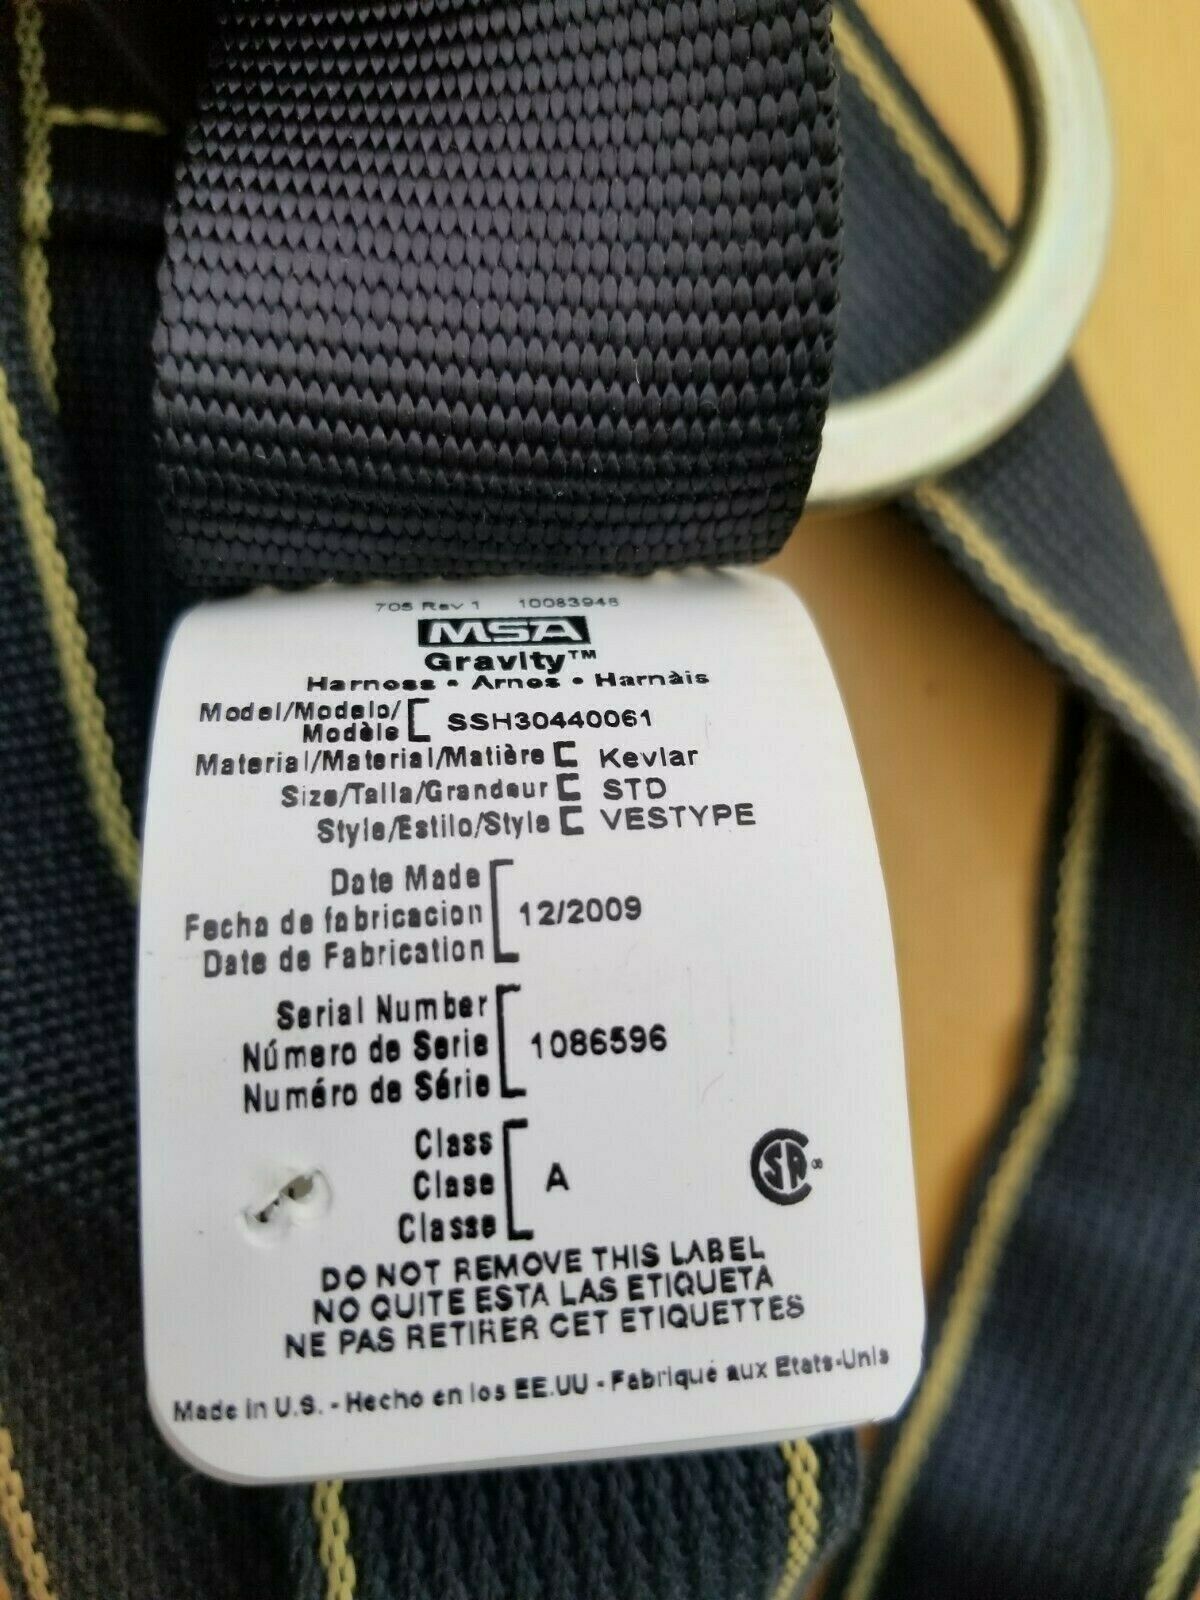 705 Rev 1 10083946
MSA
Gravity™
Harness • Arnes • Harnàis
Model/Modelo/
Modèle SSH30440061
Material/Material/Matière Kevlar
Size/Talla/Grandeur STD
Style/Estilo/Style VESTYPE
Date Made
Fecha de fabricacion 12/2009
Date de Fabrication
Serial Number
Número de Serie 1086596
Numéro de Série
Class
Clase A
Classe
SA ®
DO NOT REMOVE THIS LABEL
NO QUITE ESTA LAS ETIQUETA
NE PAS RETIRER CET ETIQUETTES
Made in U.S. - Hecho en los EE.UU - Fabriqué aux Etats-Unis